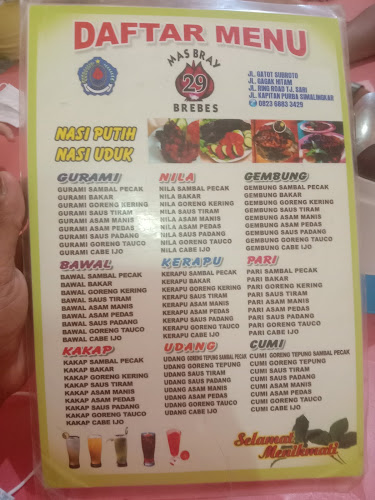 DAFTAR MENU
MAS BRAY
29
BREBES
JL. GATOT SUBROTO
JL. GAGAK HITAM
JL. RING ROAD TJ. SARI
JL. KAPITAN PURBA SIMALINGKAR
0823 6883 3429
NASI PUTIH
NASI UDUK
GURAMI
GURAMI SAMBAL PECAK
GURAMI BAKAR
GURAMI GORENG KERING
GURAMI SAUS TIRAM
GURAMI ASAM MANIS
GURAMI ASAM PEDAS
GURAMI SAUS PADANG
GURAMI GORENG TAUCO
GURAMI CABE IJO
NILA
NILA SAMBAL PECAK
NILA BAKAR
NILA GORENG KERING
NILA SAUS TIRAM
NILA ASAM MANIS
NILA ASAM PEDAS
NILA SAUS PADANG
NILA GORENG TAUCO
NILA CABE IJO
GEMBUNG
GEMBUNG SAMBAL PECAK
GEMBUNG BAKAR
GEMBUNG GORENG KERING
GEMBUNG SAUS TIRAM
GEMBUNG ASAM MANIS
GEMBUNG ASAM PEDAS
GEMBUNG SAUS PADANG
GEMBUNG GORENG TAUCO
GEMBUNG CABE IJO
BAWAL
BAWAL SAMBAL PECAK
BAWAL BAKAR
BAWAL SAUS TIRAM
BAWAL ASAM MANIS
BAWAL ASAM PEDAS
BAWAL SAUS PADANG
BAWAL GORENG TAUCO
BAWAL CABE IJO
KERAPU
KERAPU SAMBAL PECAK
KERAPU BAKAR
KERAPU GORENG KERING
KERAPU SAUS TIRAM
KERAPU ASAM MANIS
KERAPU ASAM PEDAS
KERAPU SAUS PADANG
KERAPU GORENG TAUCO
KERAPU CABE IJO
PARI
PARI SAMBAL PECAK
PARI BAKAR
PARI GORENG KERING
PARI SAUS TIRAM
PARI ASAM MANIS
PARI ASAM PEDAS
PARI SAUS PADANG
PARI GORENG TAUCO
PARI CABE IJO
KAKAP
KAKAP SAMBAL PECAK
KAKAP BAKAR
KAKAP GORENG KERING
KAKAP SAUS TIRAM
KAKAP ASAM MANIS
KAKAP ASAM PEDAS
KAKAP SAUS PADANG
KAKAP GORENG TAUCO
KAKAP CABE IJO
UDANG
UDANG GORENG TEPUNG SAMBAL PECAK
UDANG GORENG TEPUNG
UDANG SAUS TIRAM
UDANG SAUS PADANG
UDANG ASAM MANIS
UDANG ASAM PEDAS
UDANG GORENG TAUCO
UDANG CABE IJO
CUMI
CUMI GORENG TEPUNG SAMBAL PECAK
CUMI GORENG TEPUNG
CUMI SAUS TIRAM
CUMI SAUS PADANG
CUMI ASAM MANIS
CUMI ASAM PEDAS
CUMI GORENG TAUCO
CUMI CABE IJO
Selamat
Menikmati